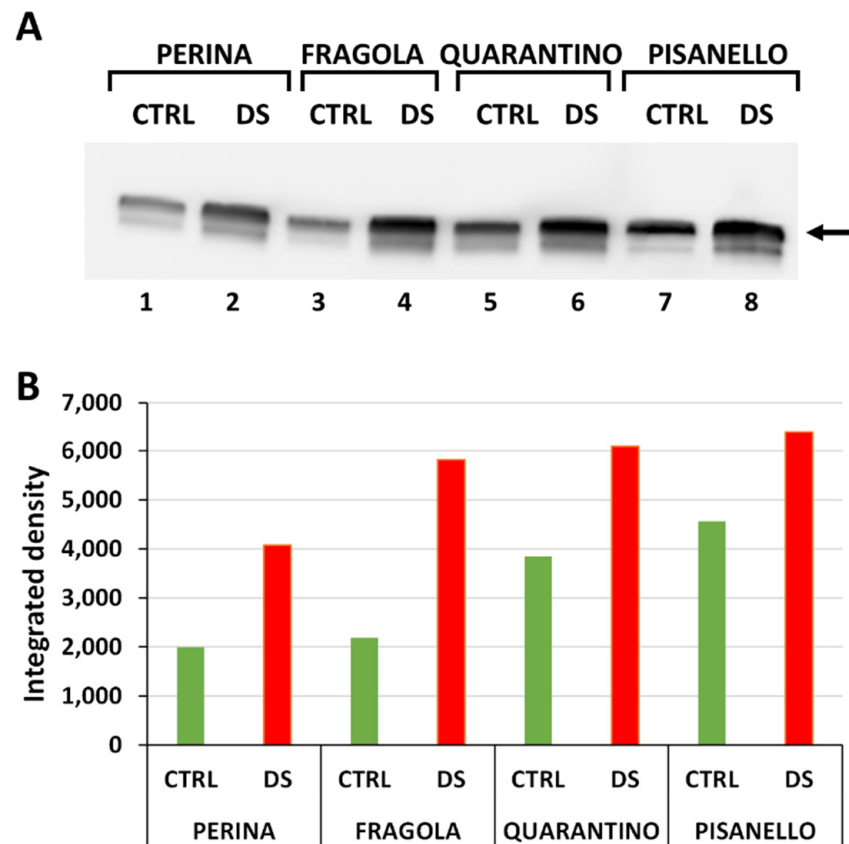 A
PERINA FRAGOLA QUARANTINO PISANELLO
CTRL DS CTRL DS CTRL DS CTRL DS
1 2 3 4 5 6 7 8
B
Integrated density
7,000
6,000
5,000
4,000
3,000
2,000
1,000
0
CTRL DS CTRL DS CTRL DS CTRL DS
PERINA FRAGOLA QUARANTINO PISANELLO